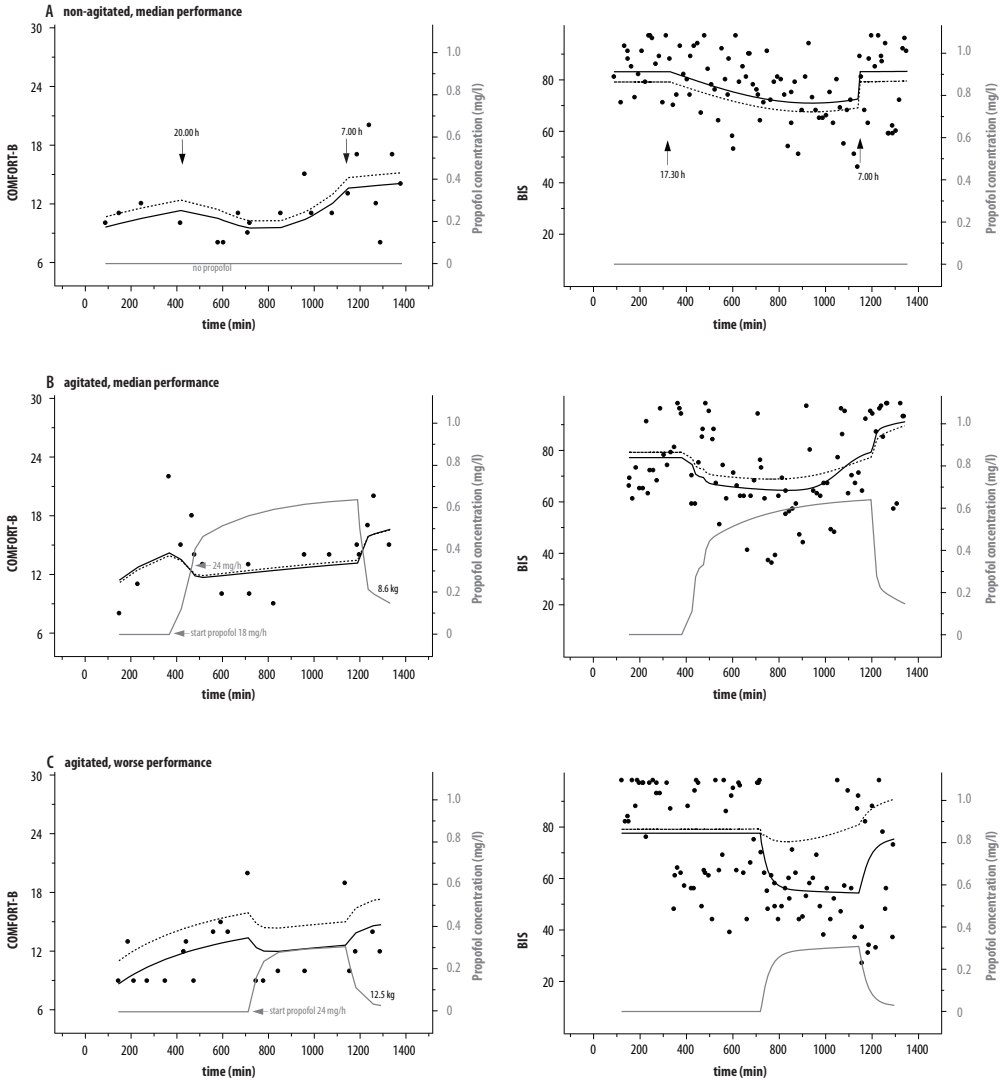 A non-agitated, median performance
30
24
18
12
6
COMFORT-B
20.00 h
7.00 h
no propofol
1.0
0.8
0.6
0.4
0.2
0
Propofol concentration (mg/l)
0 200 400 600 800 1000 1200 1400
time (min)
80
60
40
20
BIS
17.30 h
7.00 h
1.0
0.8
0.6
0.4
0.2
0
Propofol concentration (mg/l)
0 200 400 600 800 1000 1200 1400
time (min)
B agitated, median performance
30
24
18
12
6
COMFORT-B
24 mg/h
start propofol 18 mg/h
8.6 kg
1.0
0.8
0.6
0.4
0.2
0
Propofol concentration (mg/l)
0 200 400 600 800 1000 1200 1400
time (min)
80
60
40
20
BIS
1.0
0.8
0.6
0.4
0.2
0
Propofol concentration (mg/l)
0 200 400 600 800 1000 1200 1400
time (min)
C agitated, worse performance
30
24
18
12
6
COMFORT-B
start propofol 24 mg/h
12.5 kg
1.0
0.8
0.6
0.4
0.2
0
Propofol concentration (mg/l)
0 200 400 600 800 1000 1200 1400
time (min)
80
60
40
20
BIS
1.0
0.8
0.6
0.4
0.2
0
Propofol concentration (mg/l)
0 200 400 600 800 1000 1200 1400
time (min)